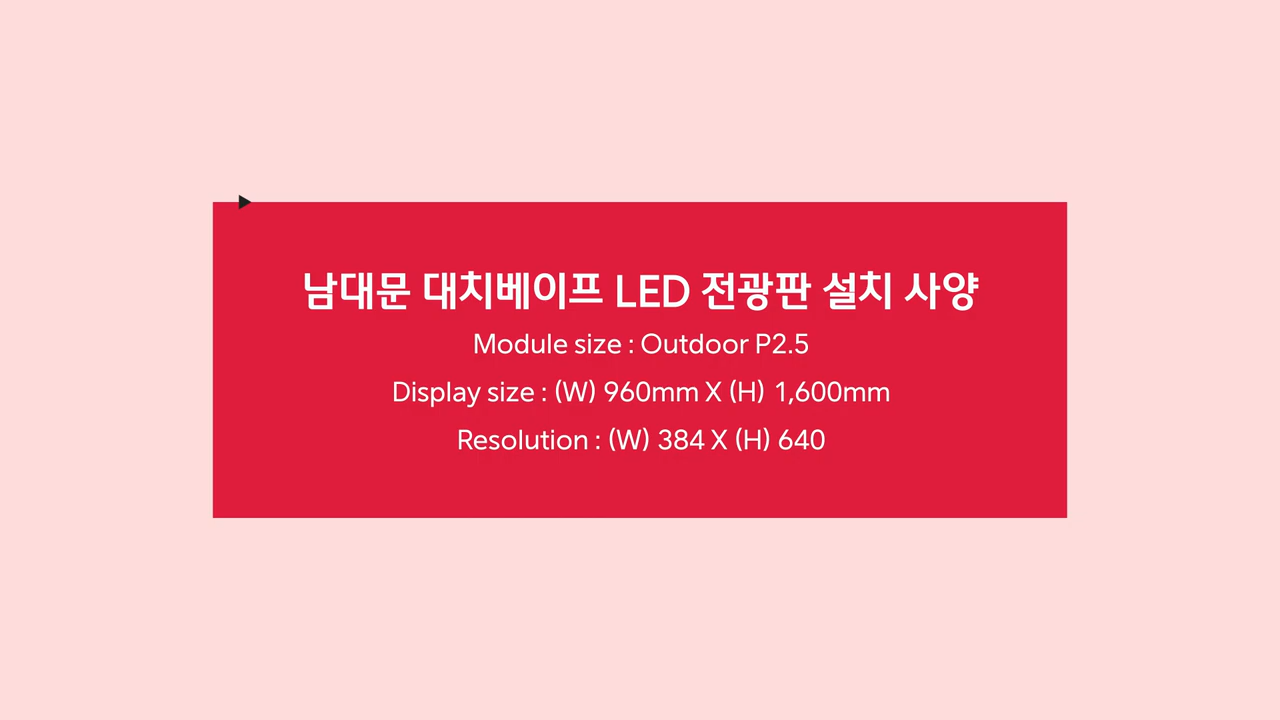 남대문 대치베이프 LED 전광판 설치 사양
Module size : Outdoor P2.5
Display size : (W) 960mm X (H) 1,600mm
Resolution : (W) 384 X (H) 640